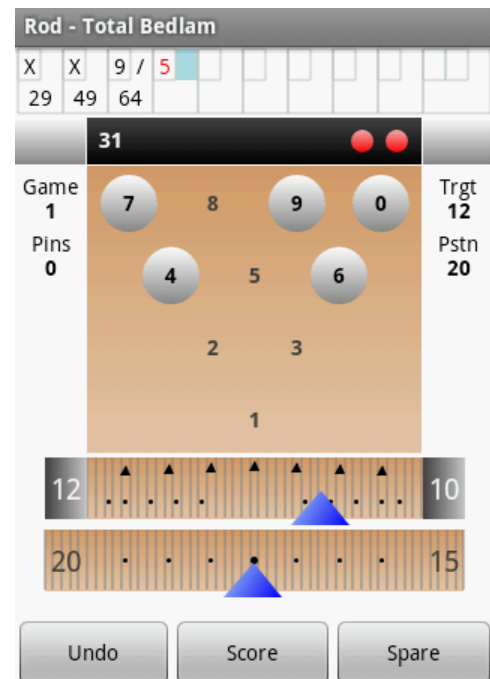 Rod - Total Bedlam
X X 9 / 5
29 49 64
31
Game 1
Pins 0
Trgt 12
Pstn 20
7 8 9 0
4 5 6
2 3
1
12 10
20 15
Undo Score Spare